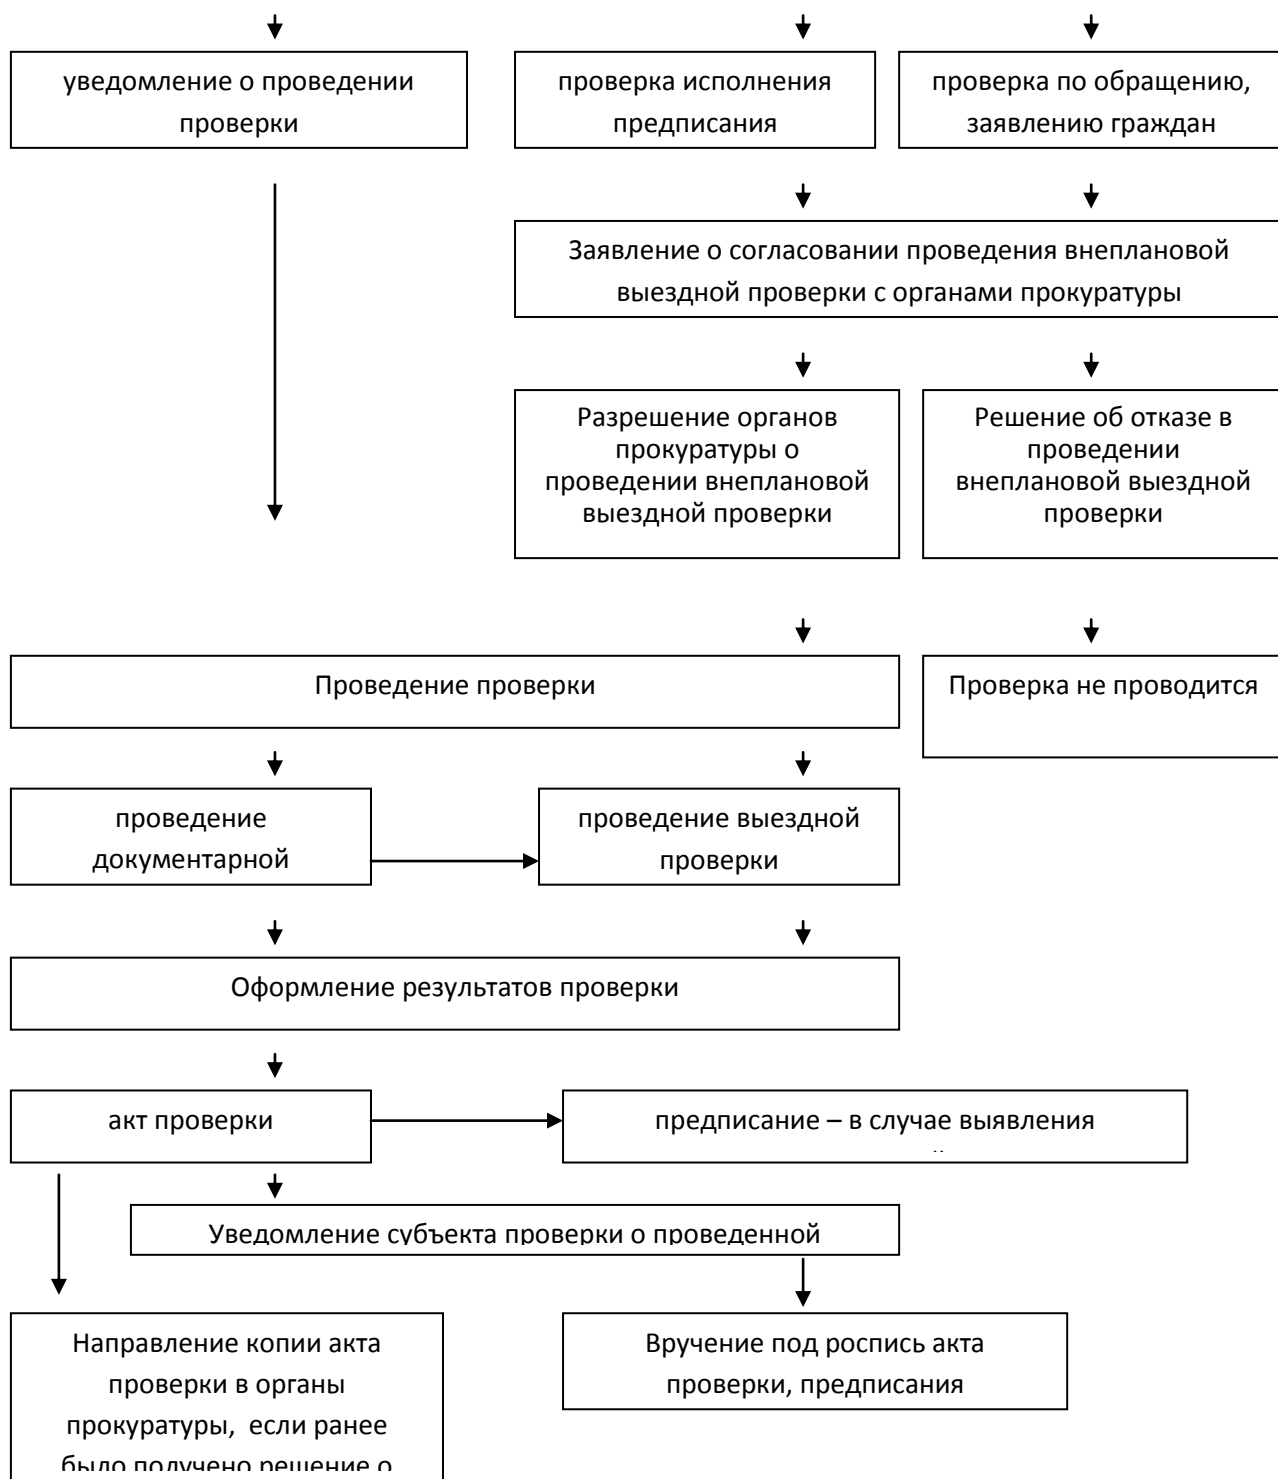 уведомление о проведении
проверки
проверка исполнения
предписания
проверка по обращению,
заявлению граждан
Заявление о согласовании проведения внеплановой
выездной проверки с органами прокуратуры
Разрешение органов
прокуратуры о
проведении внеплановой
выездной проверки
Решение об отказе в
проведении
внеплановой выездной
проверки
Проведение проверки
Проверка не проводится
проведение
документарной
проведение выездной
проверки
Оформление результатов проверки
акт проверки
предписание – в случае выявления
Уведомление субъекта проверки о проведенной
Направление копии акта
проверки в органы
прокуратуры, если ранее
было получено решение о
Вручение под роспись акта
проверки, предписания